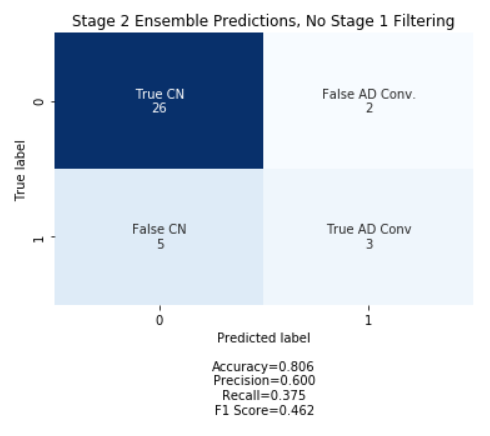 Stage 2 Ensemble Predictions, No Stage 1 Filtering
True label
0
True CN
26
False AD Conv.
2
1
False CN
5
True AD Conv
3
0
1
Predicted label
Accuracy=0.806
Precision=0.600
Recall=0.375
F1 Score=0.462